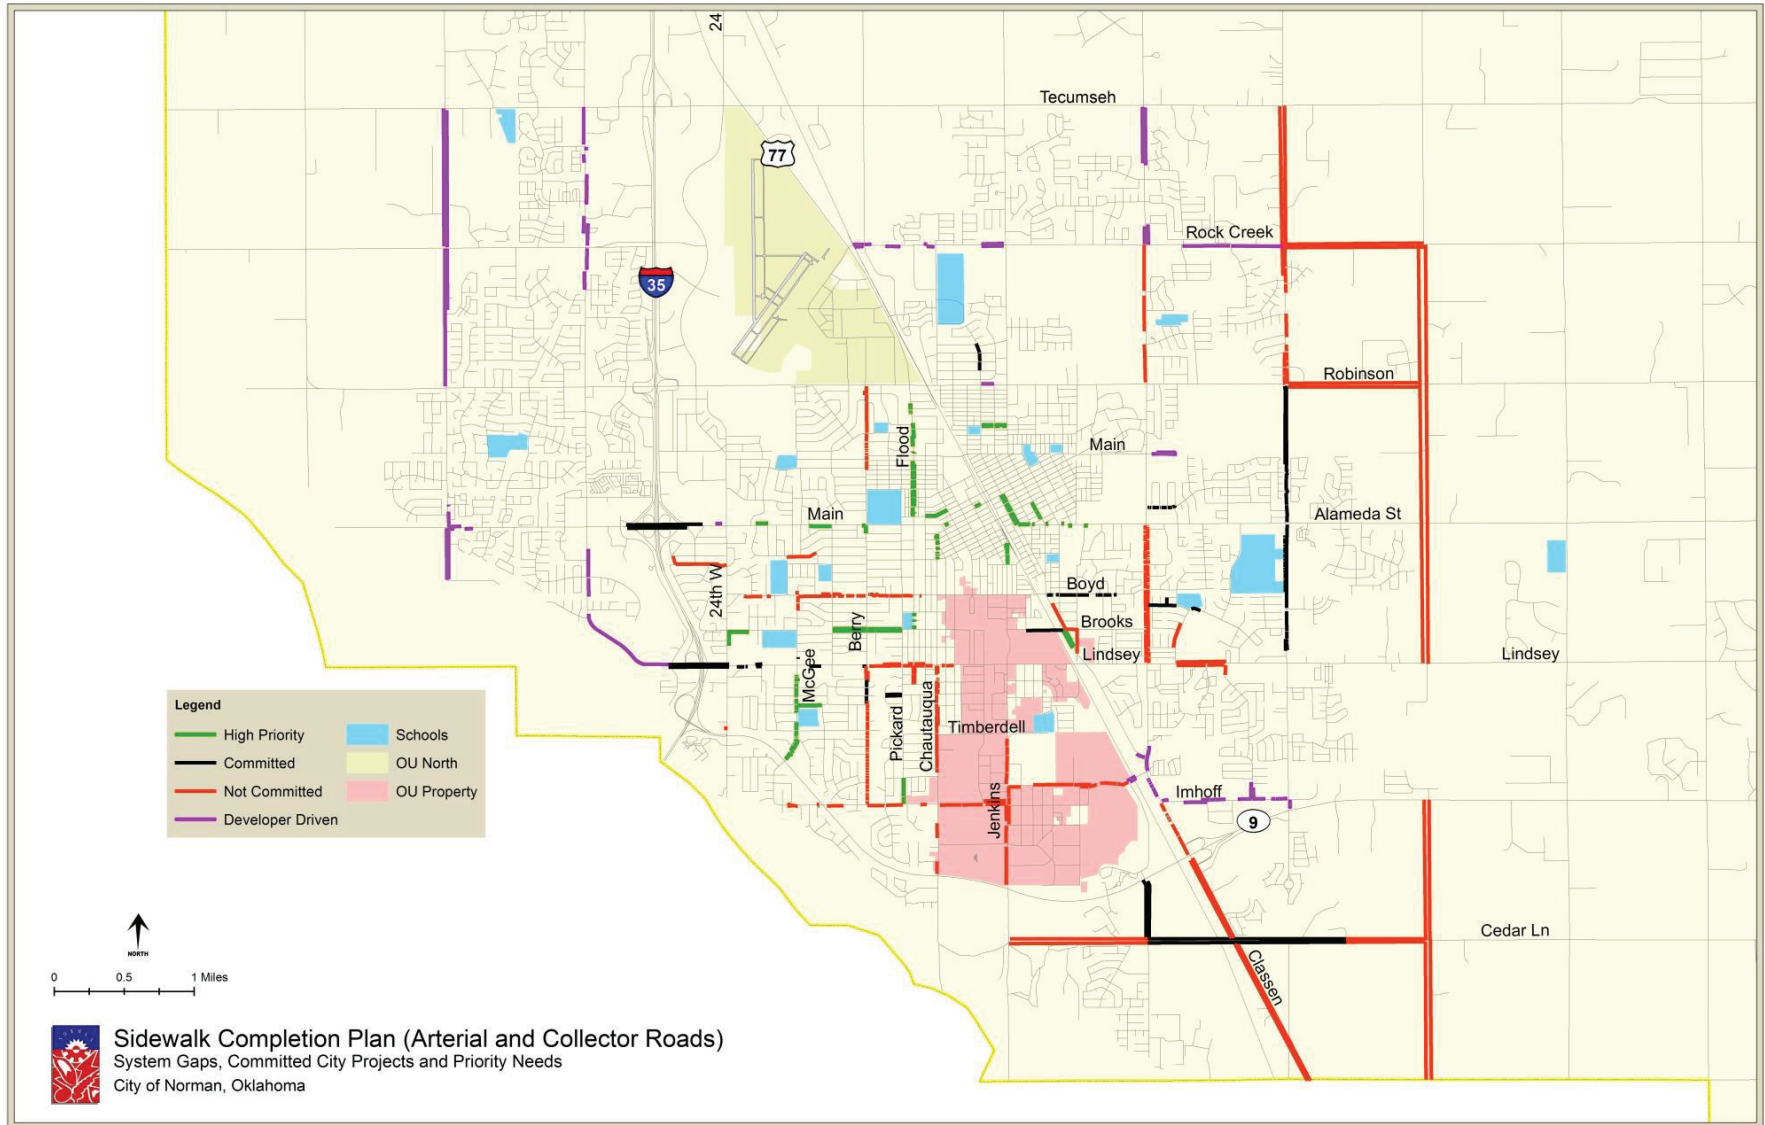 24
Tecumseh
77
Rock Creek
35
Robinson
Flood
Main
Main
Alameda St
24th W
Boyd
Berry
Brooks
Lindsey
Lindsey
McGee
Pickard
Chautauqua
Timberdell
Jenkins
Imhoff
9
Cedar Ln
Classen
Legend
High Priority
Committed
Not Committed
Developer Driven
Schools
OU North
OU Property
NORTH
0 0.5 1 Miles
Sidewalk Completion Plan (Arterial and Collector Roads)
System Gaps, Committed City Projects and Priority Needs
City of Norman, Oklahoma